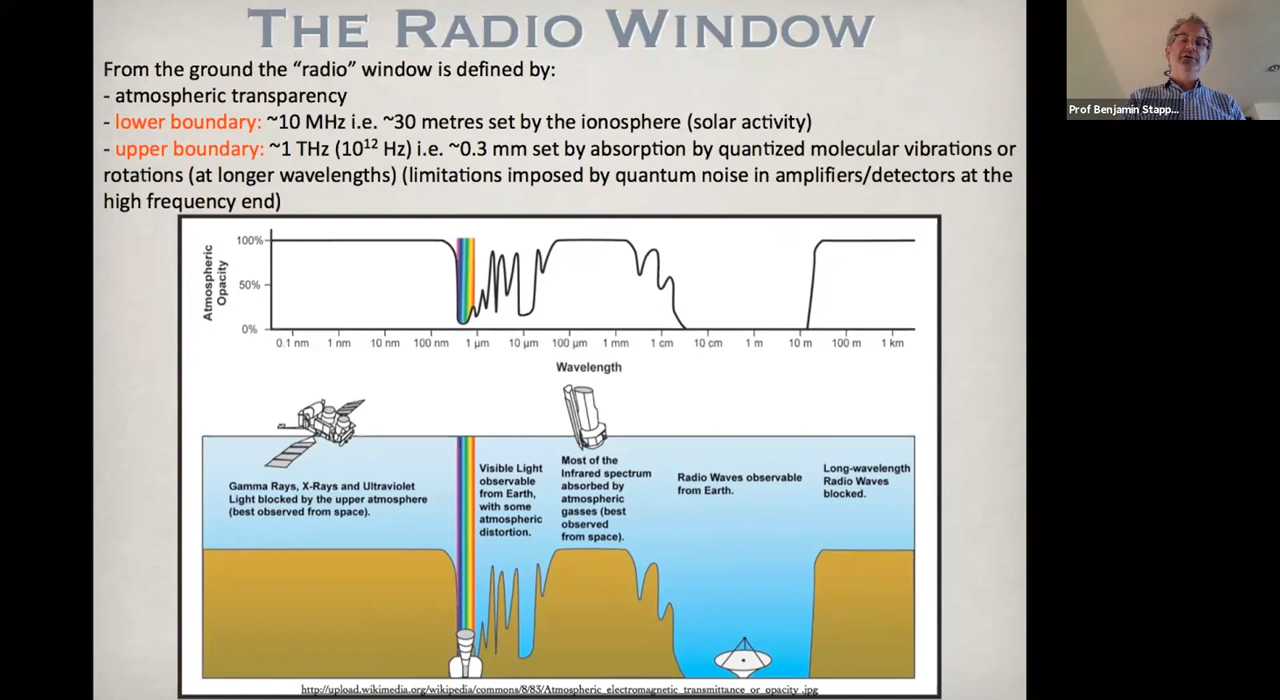 THE RADIO WINDOW
From the ground the “radio” window is defined by:
- atmospheric transparency
- lower boundary: ~10 MHz i.e. ~30 metres set by the ionosphere (solar activity)
- upper boundary: ~1 THz (10¹² Hz) i.e. ~0.3 mm set by absorption by quantized molecular vibrations or
rotations (at longer wavelengths) (limitations imposed by quantum noise in amplifiers/detectors at the
high frequency end)
Prof Benjamin Stapp...
Atmospheric
Opacity
100%
50%
0%
0.1 nm 1 nm 10 nm 100 nm 1 μm 10 μm 100 μm 1 mm 1 cm 10 cm 1 m 10 m 100 m 1 km
Wavelength
Gamma Rays, X-Rays and Ultraviolet
Light blocked by the upper atmosphere
(best observed from space).
Visible Light
observable
from Earth,
with some
atmospheric
distortion.
Most of the
Infrared spectrum
absorbed by
atmospheric
gasses (best
observed
from space).
Radio Waves observable
from Earth.
Long-wavelength
Radio Waves
blocked.
http://upload.wikimedia.org/wikipedia/commons/8/83/Atmospheric_electromagnetic_transmittance_or_opacity_.jpg